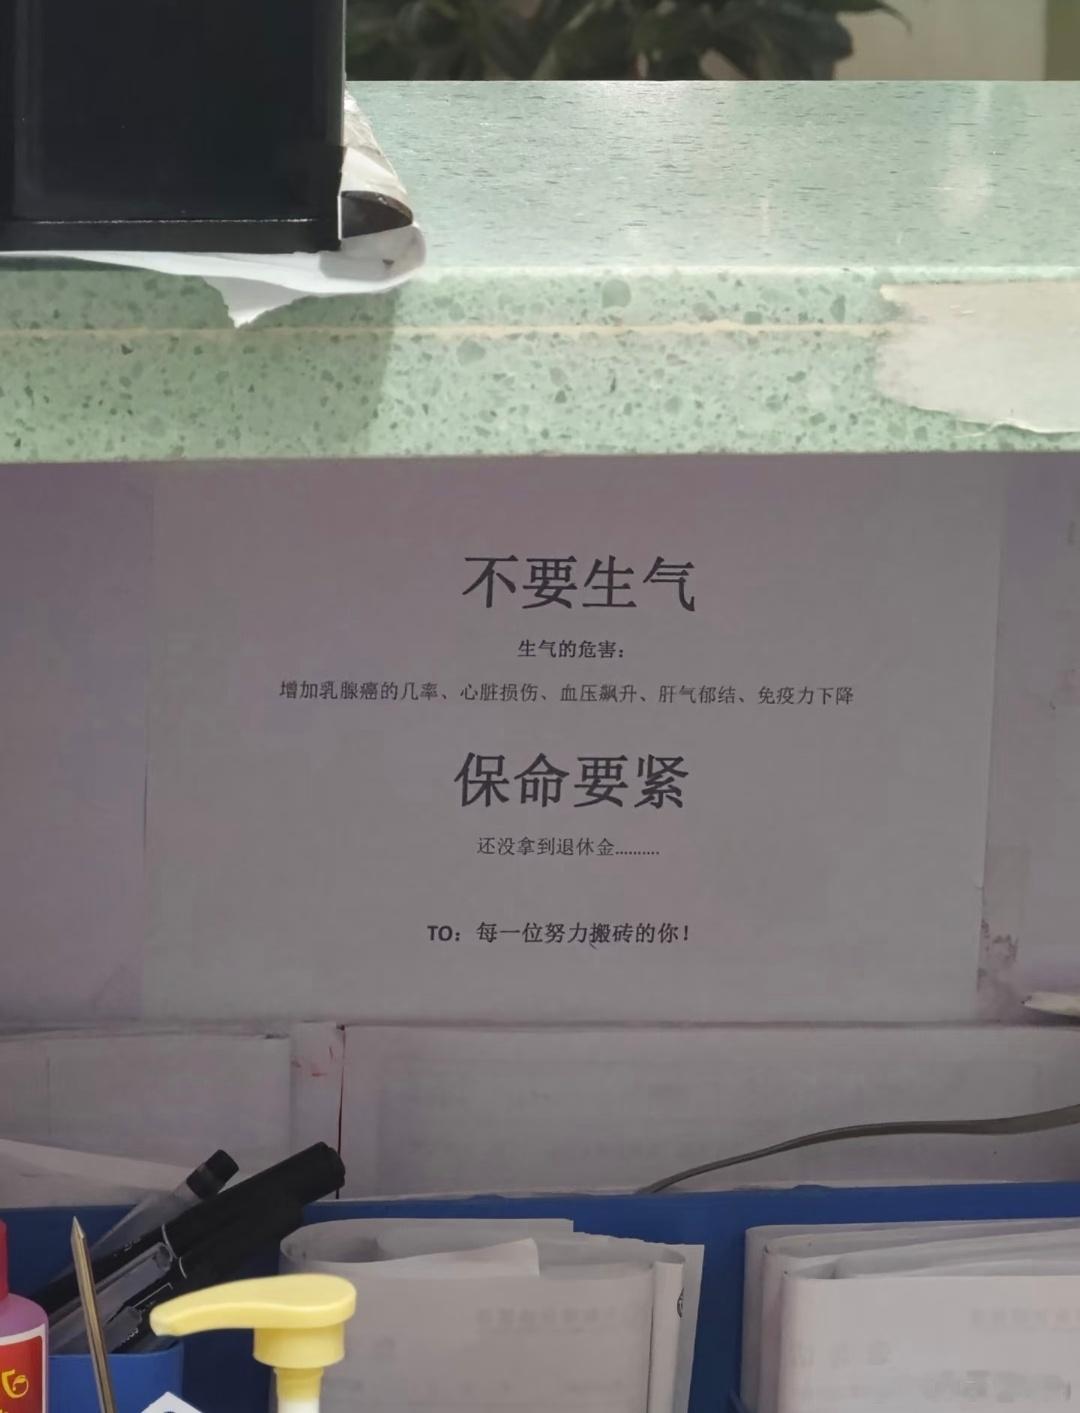 不要生气
生气的危害：
增加乳腺癌的几率、心脏损伤、血压飙升、肝气郁结、免疫力下降
保命要紧
还没拿到退休金..........
TO：每一位努力搬砖的你！